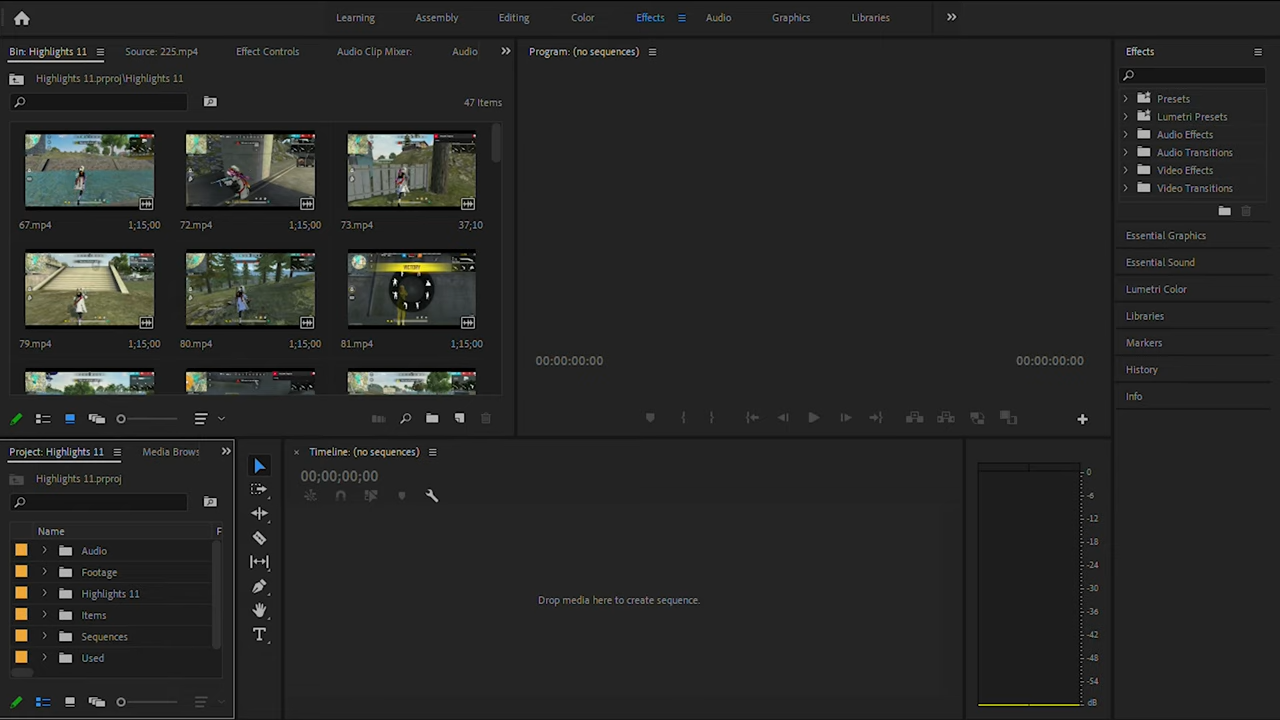 Learning Assembly Editing Color Effects Audio Graphics Libraries
Bin: Highlights 11 Source: 225.mp4 Effect Controls Audio Clip Mixer: Audio
Program: (no sequences)
Effects
Highlights 11.prproj\Highlights 11
47 Items
67.mp4 1;15;00
72.mp4 1;15;00
73.mp4 37;10
VICTORY
79.mp4 1;15;00
80.mp4 1;15;00
81.mp4 1;15;00
00:00:00:00
00:00:00:00
Presets
Lumetri Presets
Audio Effects
Audio Transitions
Video Effects
Video Transitions
Essential Graphics
Essential Sound
Lumetri Color
Libraries
Markers
History
Info
Project: Highlights 11 Media Brows
Highlights 11.prproj
Name F
Audio
Footage
Highlights 11
Items
Sequences
Used
Timeline: (no sequences)
00;00;00;00
Drop media here to create sequence.
0
-6
-12
-18
-24
-30
-36
-42
-48
-54
dB